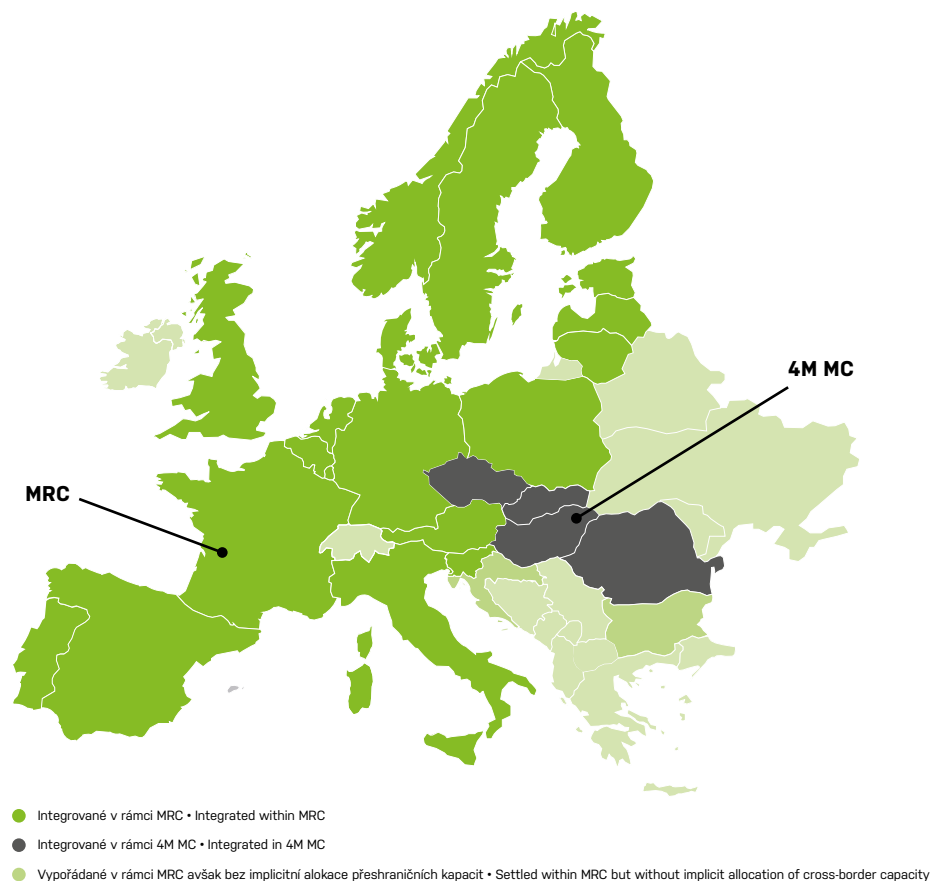 4M MC
MRC
Integrované v rámci MRC • Integrated within MRC
Integrované v rámci 4M MC • Integrated in 4M MC
Vypořádané v rámci MRC avšak bez implicitní alokace přeshraničních kapacit • Settled within MRC but without implicit allocation of cross-border capacity